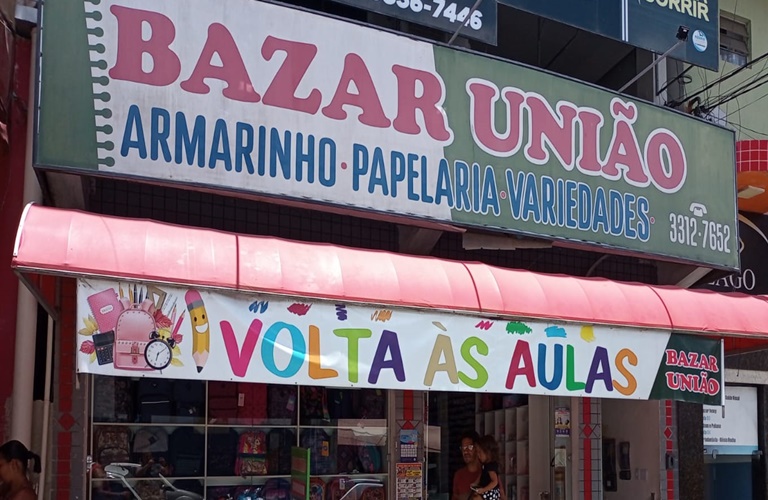 BAZAR UNIÃO
ARMARINHO·PAPELARIA·VARIEDADES·
3312-7652
VOLTA ÀS AULAS
BAZAR
UNIÃO